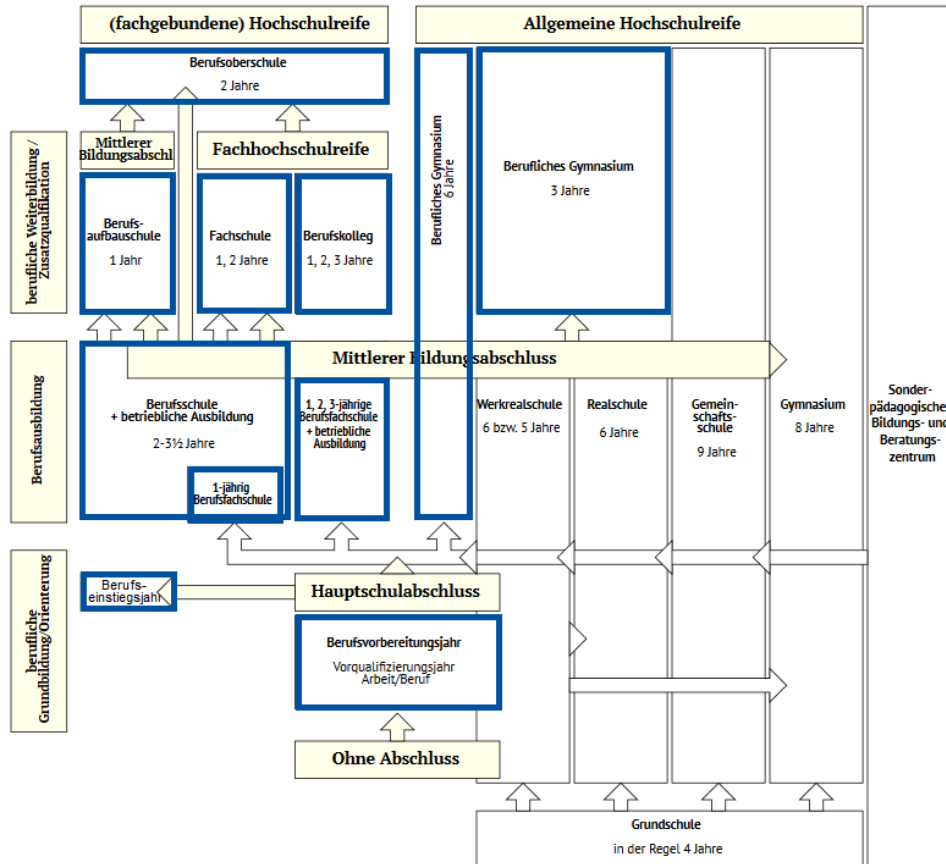 (fachgebundene) Hochschulreife
Allgemeine Hochschulreife
Berufsoberschule
2 Jahre
berufliche Weiterbildung /
Zusatzqualfikation
Mittlerer
Bildungsabschl
Fachhochschulreife
Berufs-
aufbauschule
1 Jahr
Fachschule
1, 2 Jahre
Berufskolleg
1, 2, 3 Jahre
Berufliches Gymnasium
6 Jahre
Berufliches Gymnasium
3 Jahre
Mittlerer Bildungsabschluss
Berufsausbildung
Berufsschule
+ betriebliche Ausbildung
2-3½ Jahre
1-jährig
Berufsfachschule
1, 2, 3-jährige
Berufsfachschule
+ betriebliche
Ausbildung
Werkrealschule
6 bzw. 5 Jahre
Realschule
6 Jahre
Gemein-
schafts-
schule
9 Jahre
Gymnasium
8 Jahre
Sonder-
pädagogische
Bildungs- und
Beratungs-
zentrum
berufliche
Grundbildung/Orienterung
Berufs-
einstiegsjahr
Hauptschulabschluss
Berufsvorbereitungsjahr
Vorqualifizierungsjahr
Arbeit/Beruf
Ohne Abschluss
Grundschule
in der Regel 4 Jahre